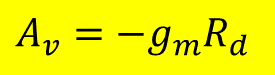 A_v = −g_m R_d